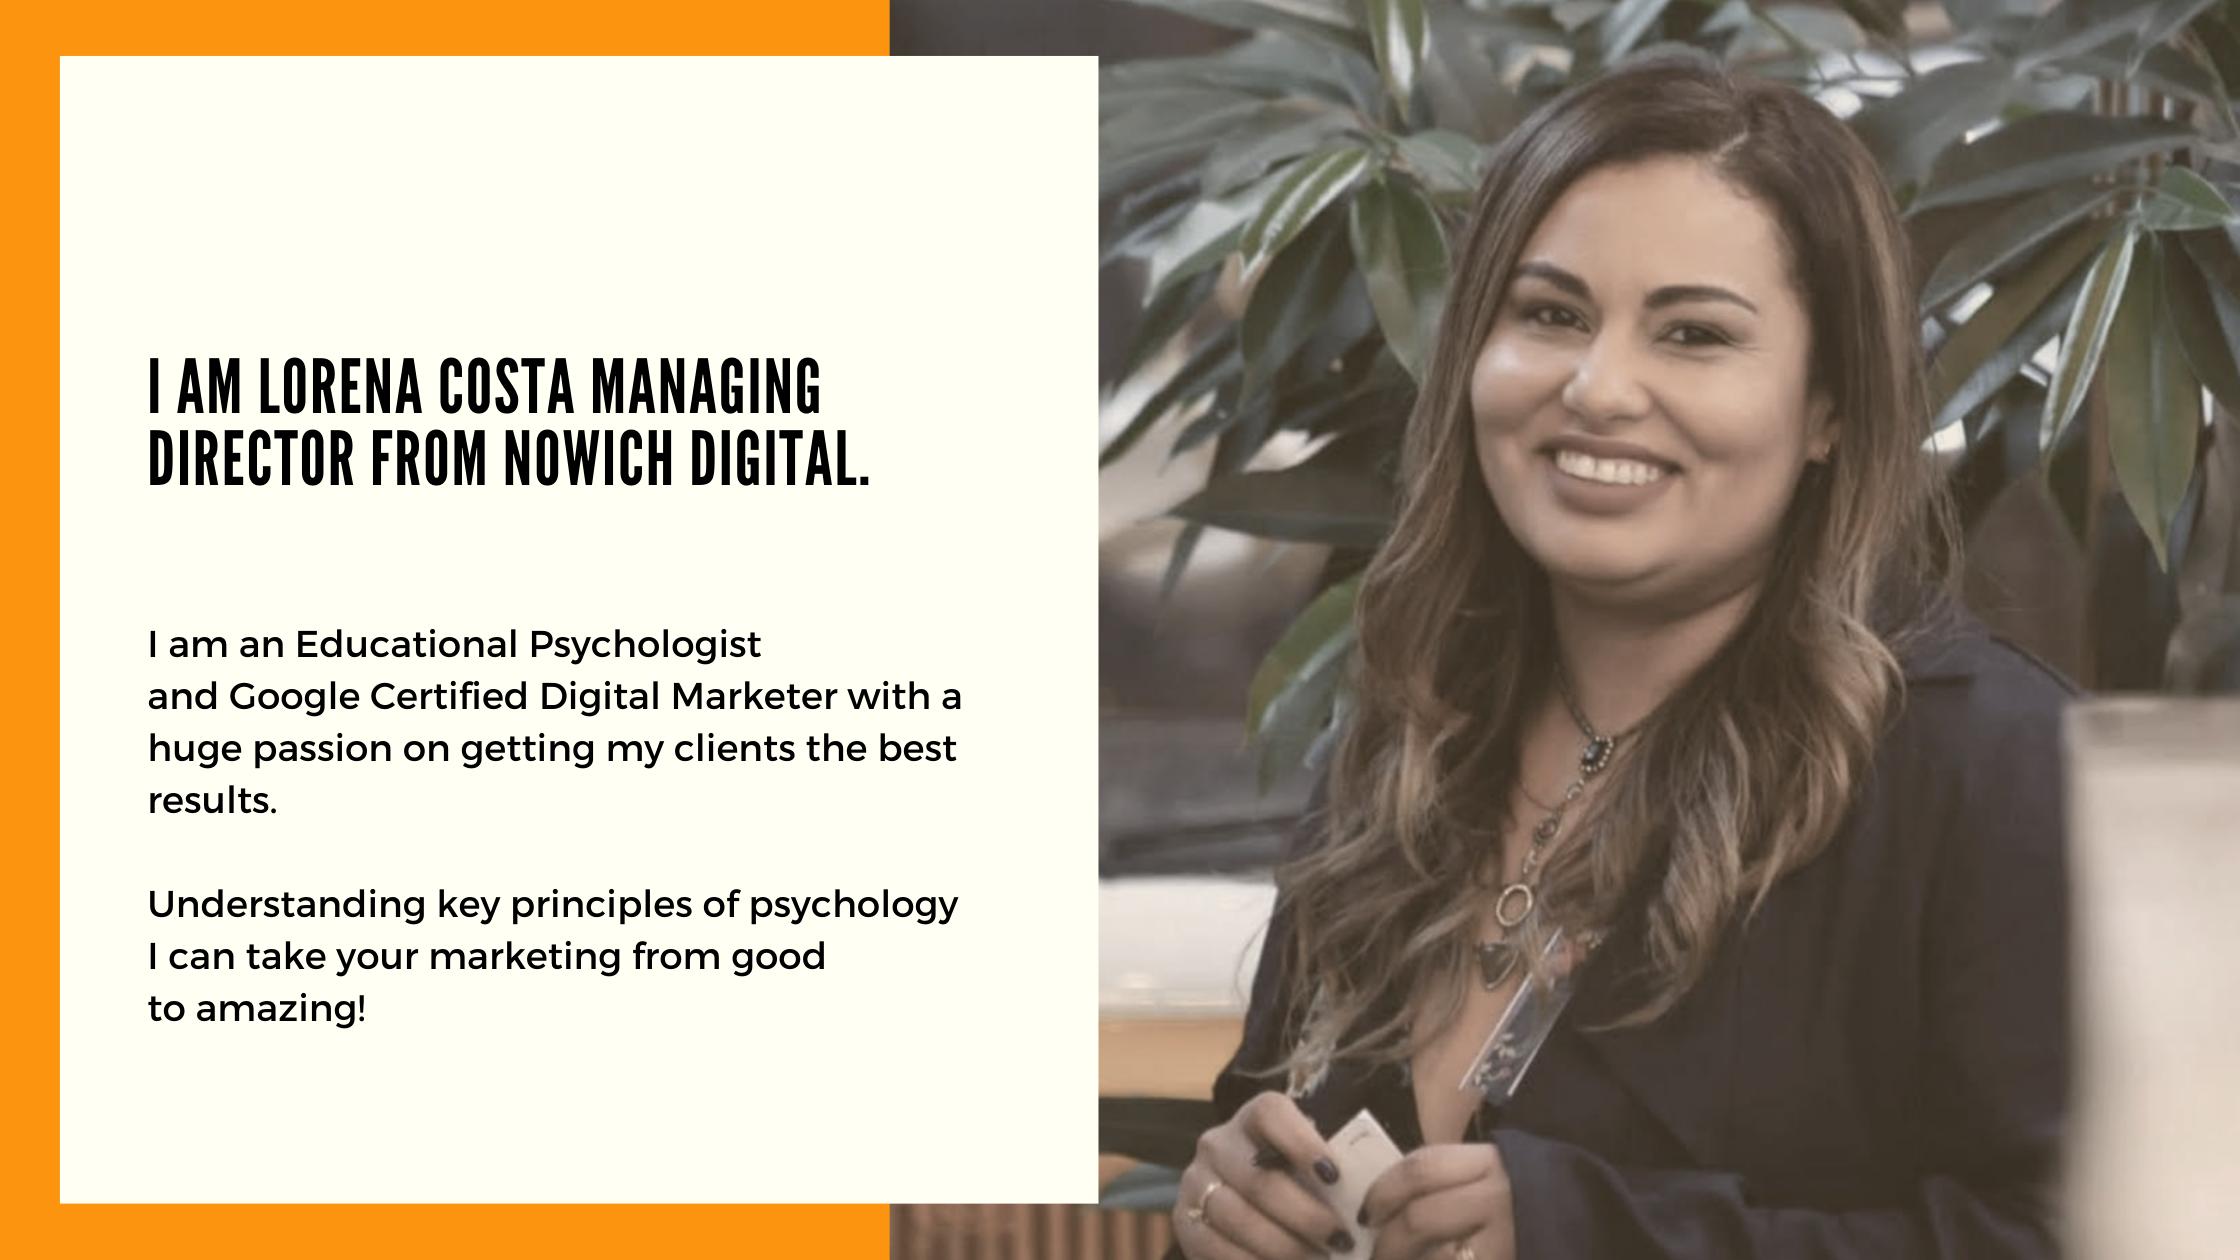 I AM LORENA COSTA MANAGING
DIRECTOR FROM NOWICH DIGITAL.
I am an Educational Psychologist
and Google Certified Digital Marketer with a
huge passion on getting my clients the best
results.
Understanding key principles of psychology
I can take your marketing from good
to amazing!